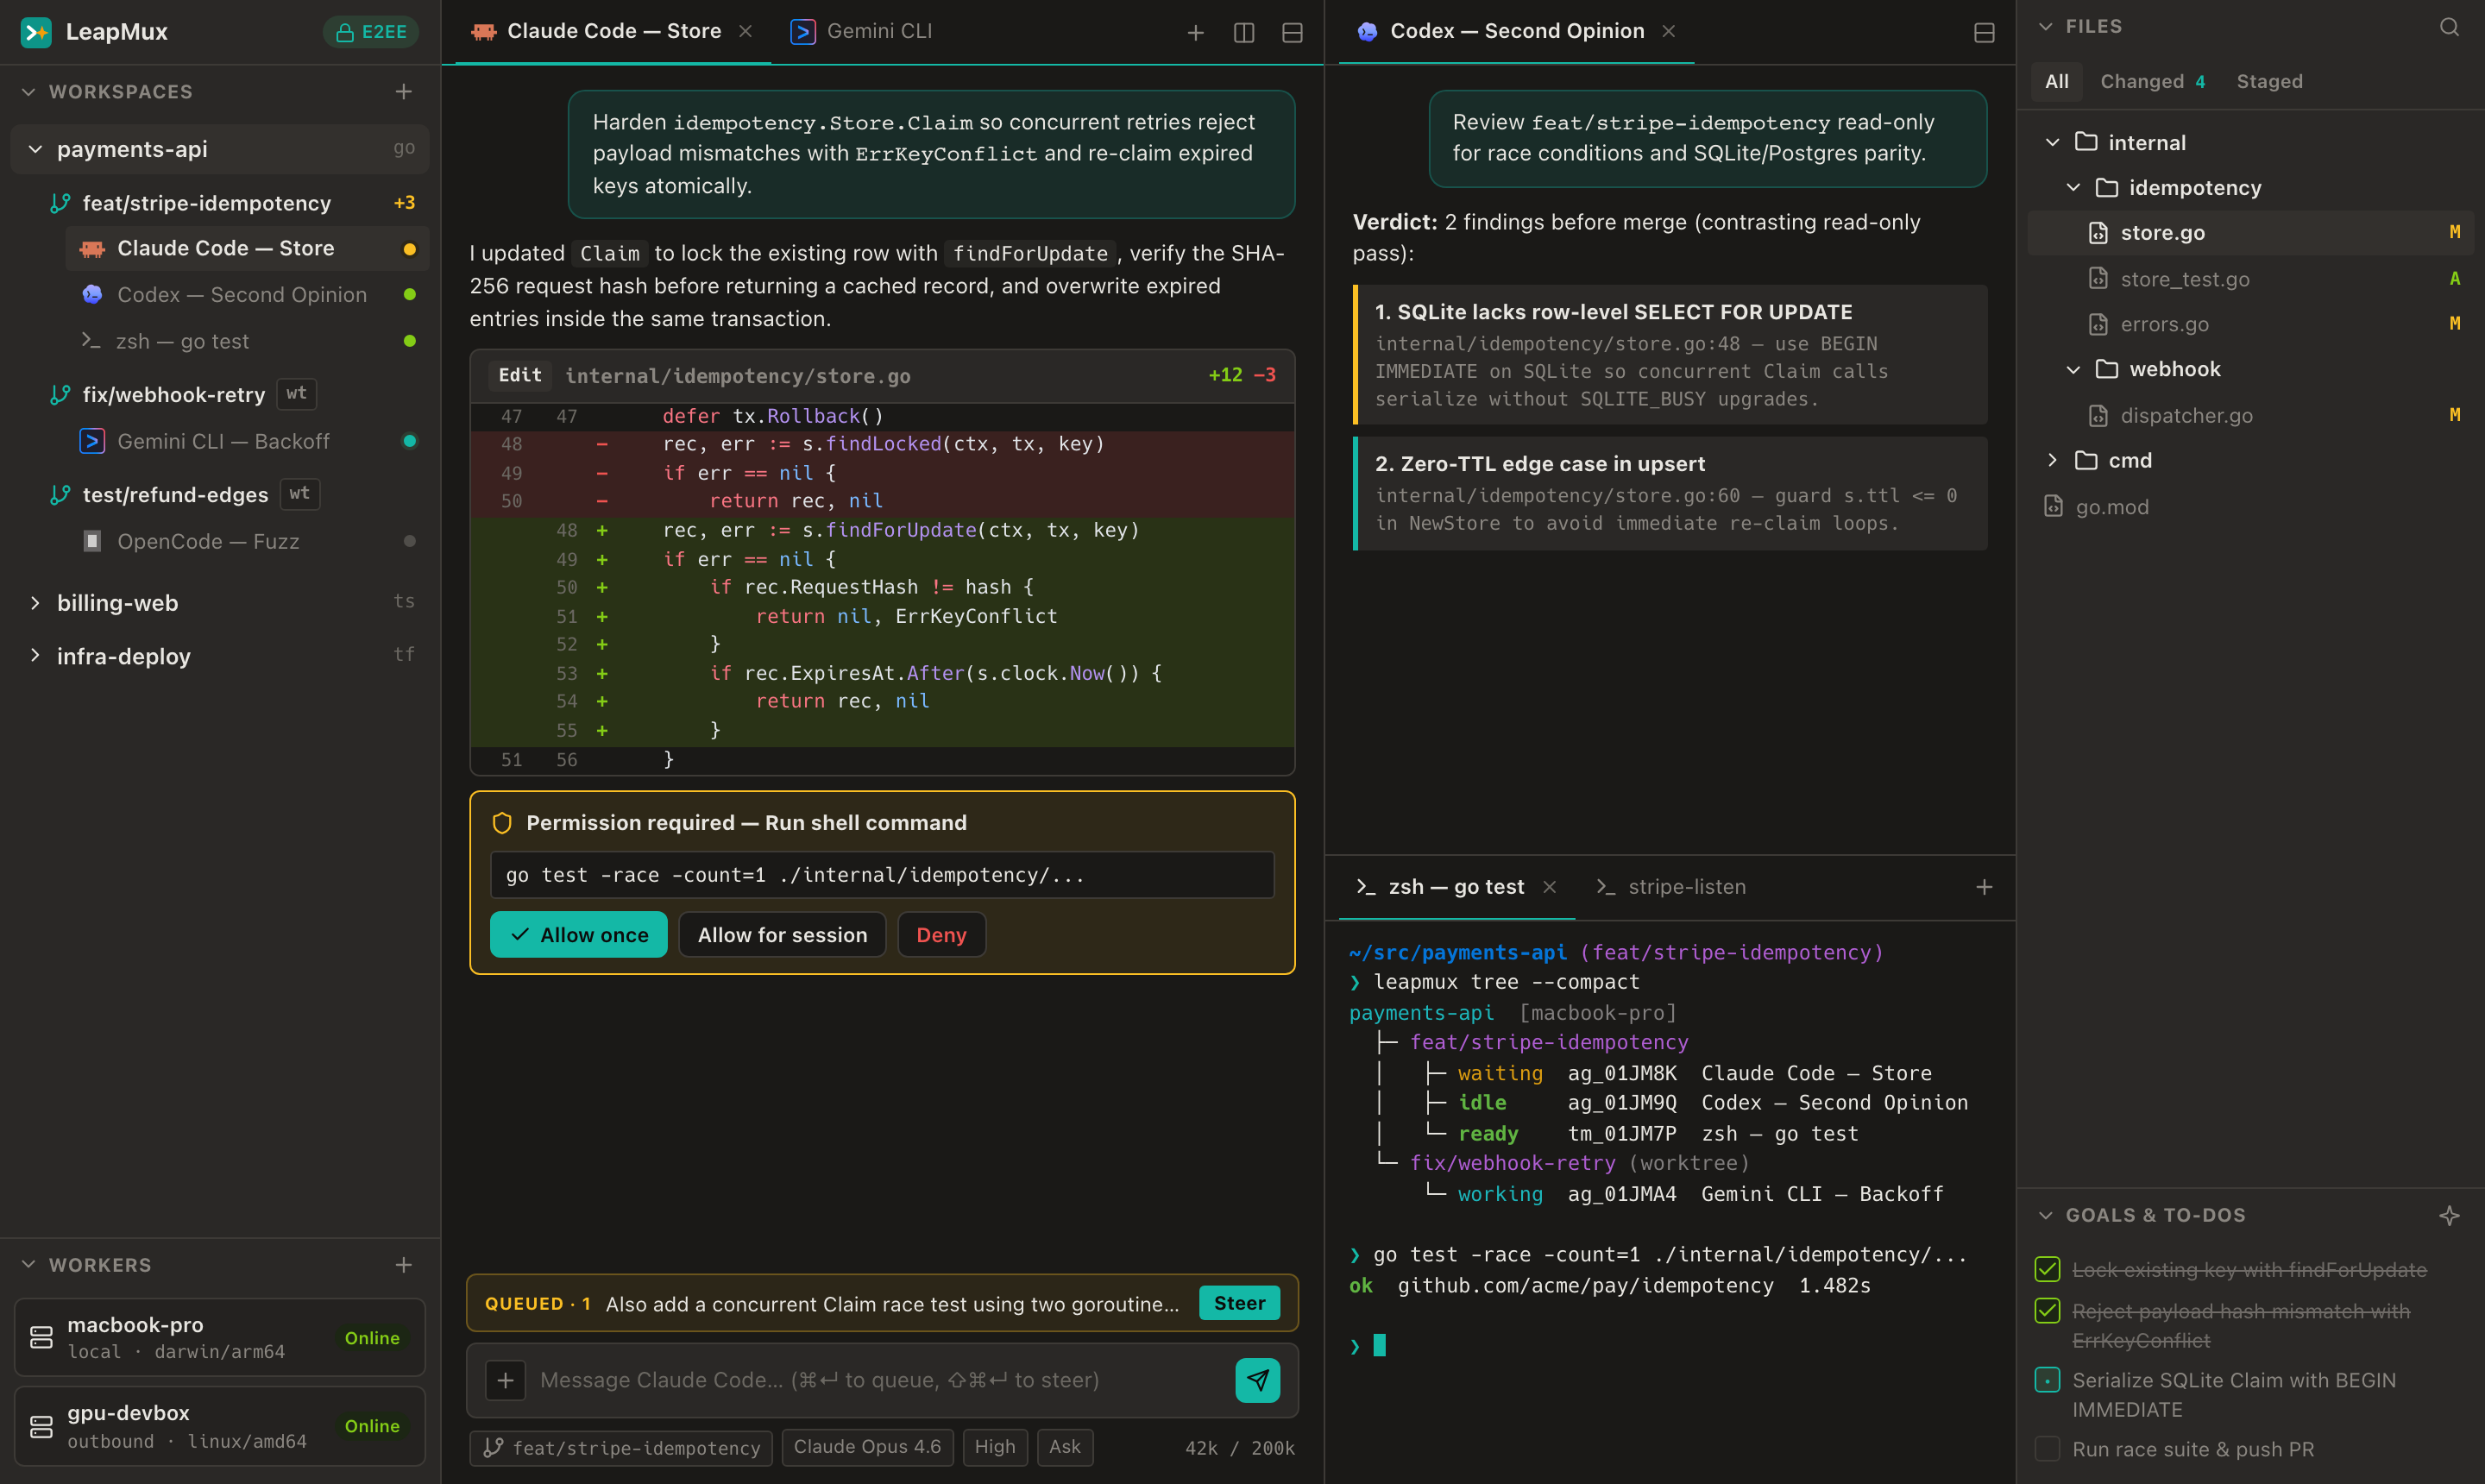 LeapMux
E2EE
WORKSPACES
payments-api go
feat/stripe-idempotency +3
Claude Code — Store
Codex — Second Opinion
zsh — go test
fix/webhook-retry wt
Gemini CLI — Backoff
test/refund-edges wt
OpenCode — Fuzz
billing-web ts
infra-deploy tf
WORKERS
macbook-pro
local · darwin/arm64
Online
gpu-devbox
outbound · linux/amd64
Online
Claude Code — Store
Gemini CLI
Harden idempotency.Store.Claim so concurrent retries reject
payload mismatches with ErrKeyConflict and re-claim expired
keys atomically.
I updated Claim to lock the existing row with findForUpdate, verify the SHA-
256 request hash before returning a cached record, and overwrite expired
entries inside the same transaction.
Edit internal/idempotency/store.go +12 −3
47 47 defer tx.Rollback()
48 − rec, err := s.findLocked(ctx, tx, key)
49 − if err == nil {
50 − return rec, nil
48 + rec, err := s.findForUpdate(ctx, tx, key)
49 + if err == nil {
50 + if rec.RequestHash != hash {
51 + return nil, ErrKeyConflict
52 + }
53 + if rec.ExpiresAt.After(s.clock.Now()) {
54 + return rec, nil
55 + }
51 56 }
Permission required — Run shell command
go test -race -count=1 ./internal/idempotency/...
Allow once
Allow for session
Deny
QUEUED · 1 Also add a concurrent Claim race test using two goroutine...
Steer
Message Claude Code... (⌘↵ to queue, ⇧⌘↵ to steer)
feat/stripe-idempotency
Claude Opus 4.6
High
Ask
42k / 200k
Codex — Second Opinion
Review feat/stripe-idempotency read-only
for race conditions and SQLite/Postgres parity.
Verdict: 2 findings before merge (contrasting read-only
pass):
1. SQLite lacks row-level SELECT FOR UPDATE
internal/idempotency/store.go:48 — use BEGIN
IMMEDIATE on SQLite so concurrent Claim calls
serialize without SQLITE_BUSY upgrades.
2. Zero-TTL edge case in upsert
internal/idempotency/store.go:60 — guard s.ttl <= 0
in NewStore to avoid immediate re-claim loops.
zsh — go test
stripe-listen
~/src/payments-api (feat/stripe-idempotency)
❯ leapmux tree --compact
payments-api [macbook-pro]
├─ feat/stripe-idempotency
│ ├─ waiting ag_01JM8K Claude Code — Store
│ ├─ idle ag_01JM9Q Codex — Second Opinion
│ └─ ready tm_01JM7P zsh — go test
└─ fix/webhook-retry (worktree)
└─ working ag_01JMA4 Gemini CLI — Backoff
❯ go test -race -count=1 ./internal/idempotency/...
ok github.com/acme/pay/idempotency 1.482s
❯
FILES
All
Changed 4
Staged
internal
idempotency
store.go M
store_test.go A
errors.go M
webhook
dispatcher.go M
cmd
go.mod
GOALS & TO-DOS
Lock existing key with findForUpdate
Reject payload hash mismatch with
ErrKeyConflict
Serialize SQLite Claim with BEGIN
IMMEDIATE
Run race suite & push PR